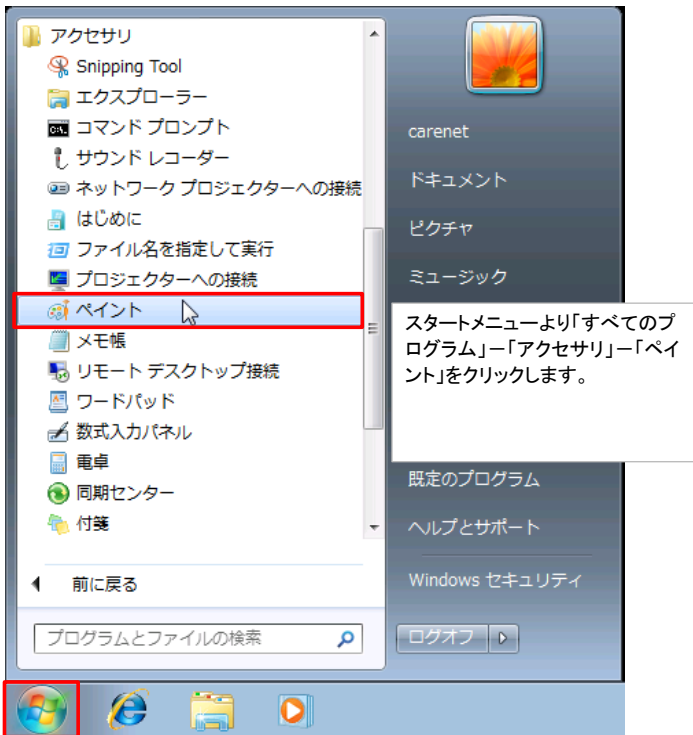 アクセサリ
Snipping Tool
エクスプローラー
コマンド プロンプト
サウンド レコーダー
ネットワーク プロジェクターへの接続
はじめに
ファイル名を指定して実行
プロジェクターへの接続
ペイント
メモ帳
リモート デスクトップ接続
ワードパッド
数式入力パネル
電卓
同期センター
付箋
前に戻る
プログラムとファイルの検索
carenet
ドキュメント
ピクチャ
ミュージック
スタートメニューより「すべてのプ
ログラム」－「アクセサリ」－「ペイ
ント」をクリックします。
既定のプログラム
ヘルプとサポート
Windows セキュリティ
ログオフ